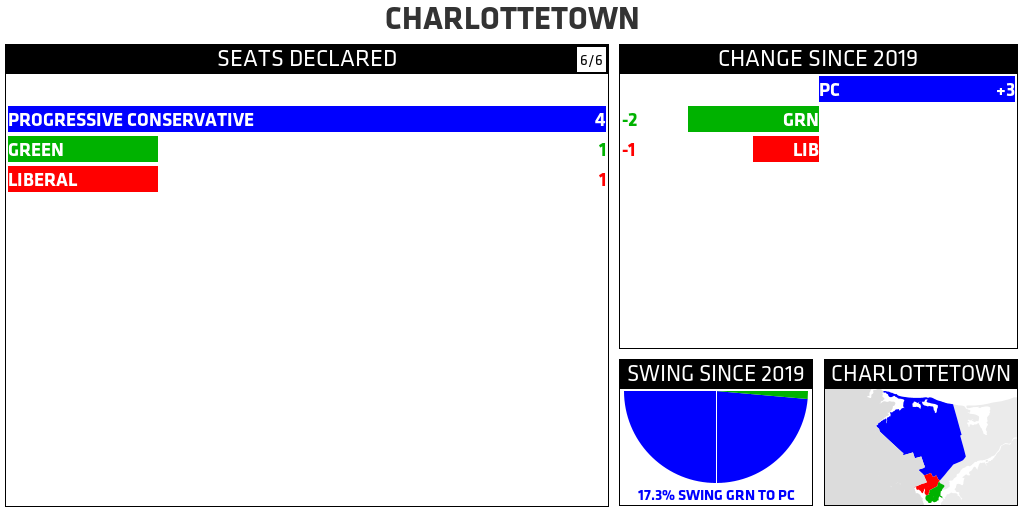 CHARLOTTETOWN
SEATS DECLARED
6/6
PROGRESSIVE CONSERVATIVE 4
GREEN 1
LIBERAL 1
CHANGE SINCE 2019
PC +3
-2 GRN
-1 LIB
SWING SINCE 2019
17.3% SWING GRN TO PC
CHARLOTTETOWN